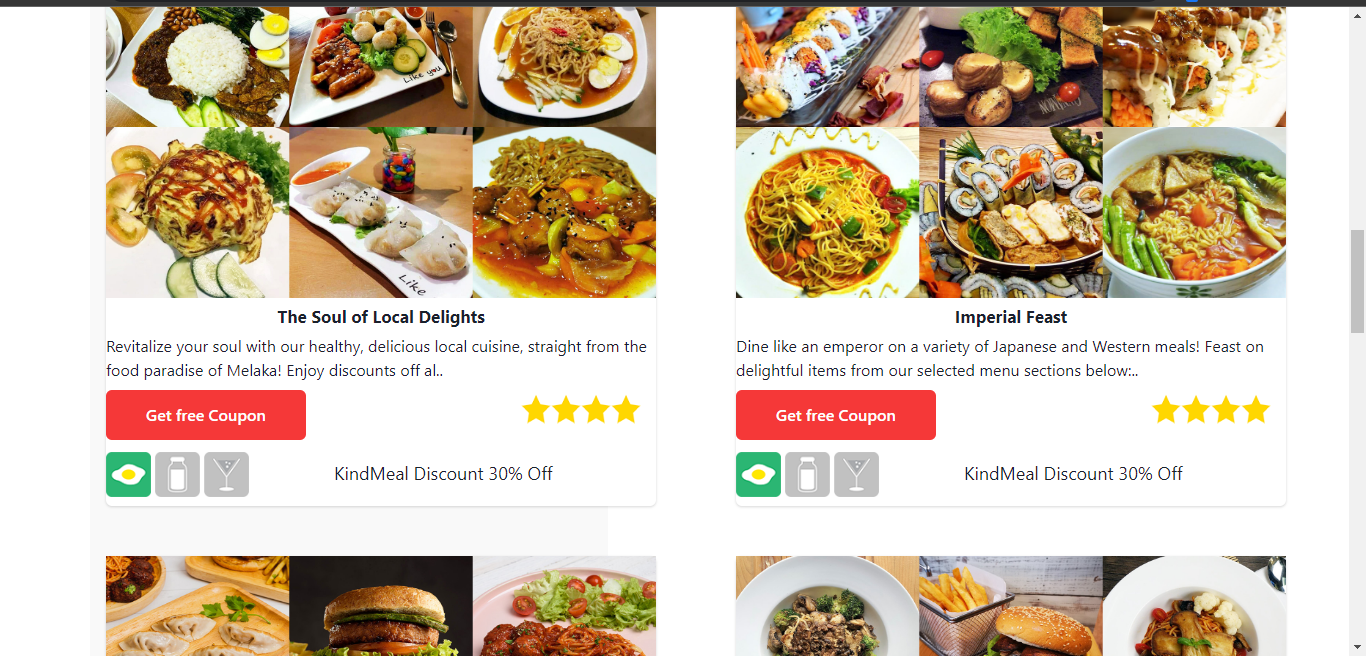 Like you
Like
The Soul of Local Delights
Revitalize your soul with our healthy, delicious local cuisine, straight from the
food paradise of Melaka! Enjoy discounts off al..
Get free Coupon
KindMeal Discount 30% Off
Imperial Feast
Dine like an emperor on a variety of Japanese and Western meals! Feast on
delightful items from our selected menu sections below:..
Get free Coupon
KindMeal Discount 30% Off